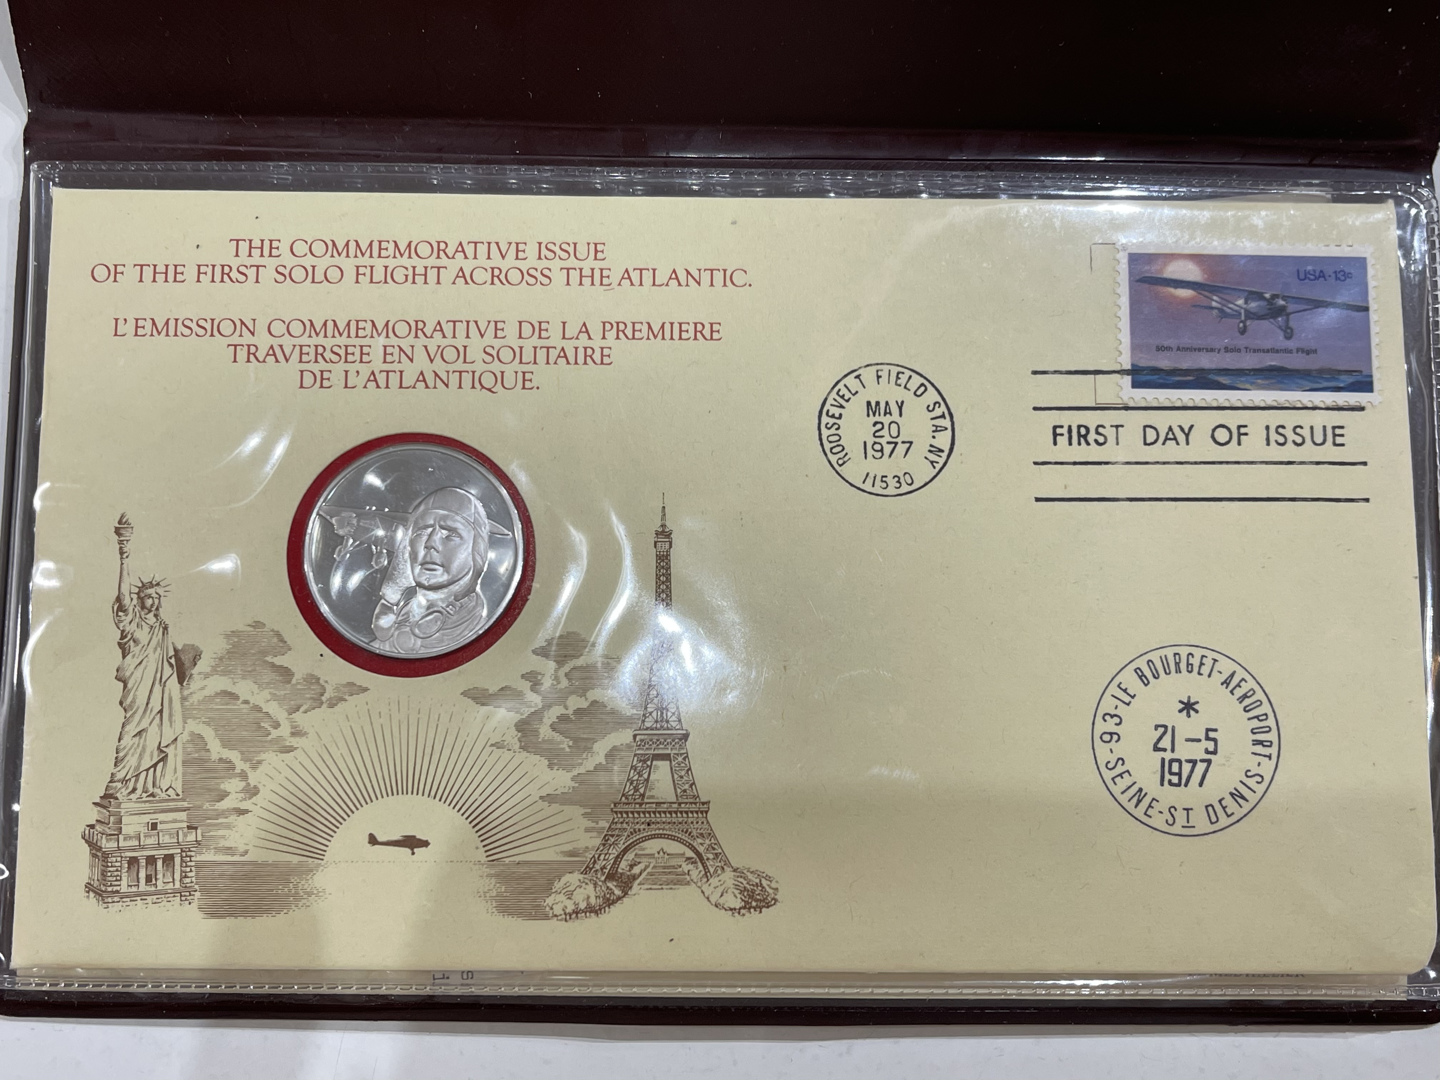 THE COMMEMORATIVE ISSUE
OF THE FIRST SOLO FLIGHT ACROSS THE ATLANTIC.
L'EMISSION COMMEMORATIVE DE LA PREMIERE
TRAVERSEE EN VOL SOLITAIRE
DE L'ATLANTIQUE.
USA-13c
50th Anniversary Solo Transatlantic Flight
ROOSEVELT FIELD STA. NY
MAY
20
1977
11530
FIRST DAY OF ISSUE
93-LE BOURGET-AEROPORT-S-SEINE-ST DENIS-
*
21-5
1977